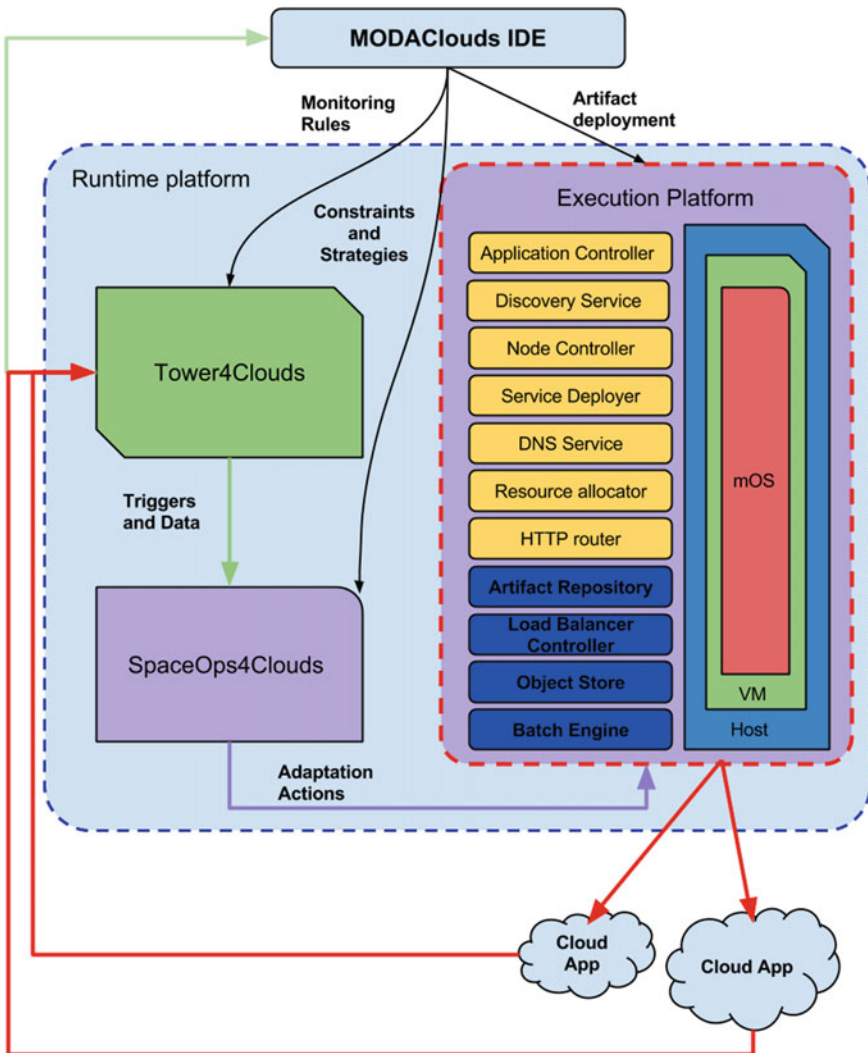 MODAClouds IDE
Monitoring
Rules
Artifact
deployment
Runtime platform
Constraints
and
Strategies
Execution Platform
Application Controller
Discovery Service
Node Controller
Service Deployer
DNS Service
Resource allocator
HTTP router
Artifact Repository
Load Balancer
Controller
Object Store
Batch Engine
mOS
VM
Host
Tower4Clouds
Triggers
and Data
SpaceOps4Clouds
Adaptation
Actions
Cloud
App
Cloud App